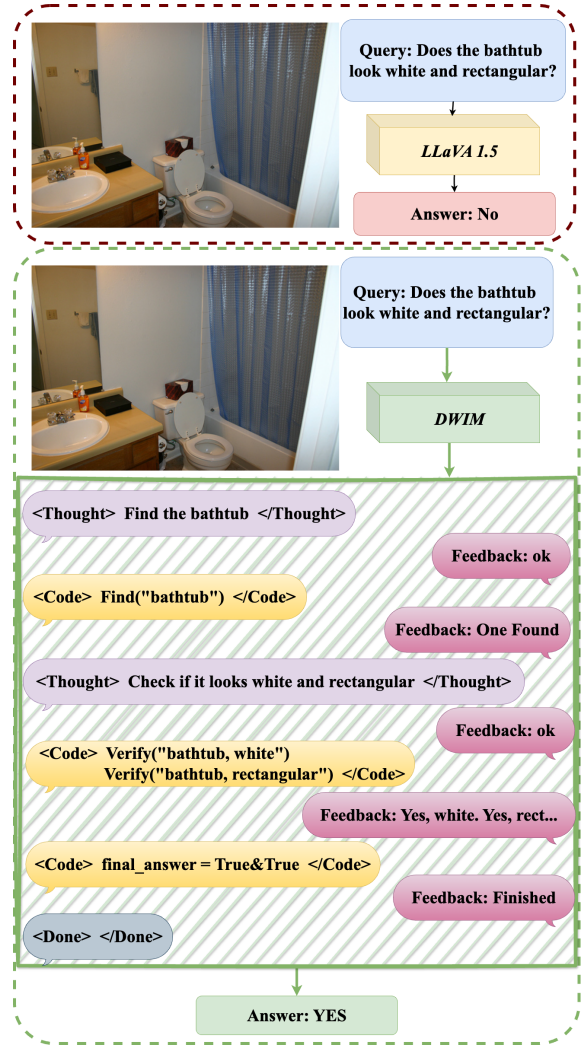 Query: Does the bathtub
look white and rectangular?
LLaVA 1.5
Answer: No
Query: Does the bathtub
look white and rectangular?
DWIM
<Thought> Find the bathtub </Thought>
Feedback: ok
<Code> Find("bathtub") </Code>
Feedback: One Found
<Thought> Check if it looks white and rectangular </Thought>
Feedback: ok
<Code> Verify("bathtub, white")
Verify("bathtub, rectangular") </Code>
Feedback: Yes, white. Yes, rect...
<Code> final_answer = True&True </Code>
Feedback: Finished
<Done> </Done>
Answer: YES